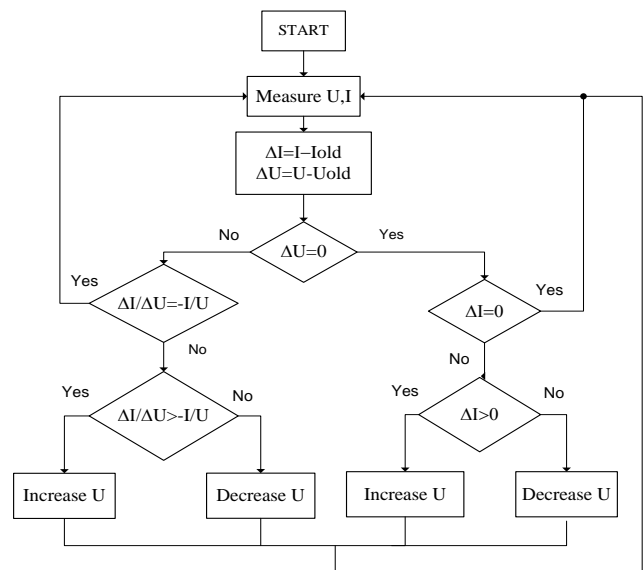 START
Measure U,I
ΔI=I–Iold
ΔU=U-Uold
No
ΔU=0
Yes
Yes
ΔI/ΔU=-I/U
ΔI=0
Yes
No
No
Yes
ΔI/ΔU>-I/U
No
Yes
ΔI>0
No
Increase U
Decrease U
Increase U
Decrease U